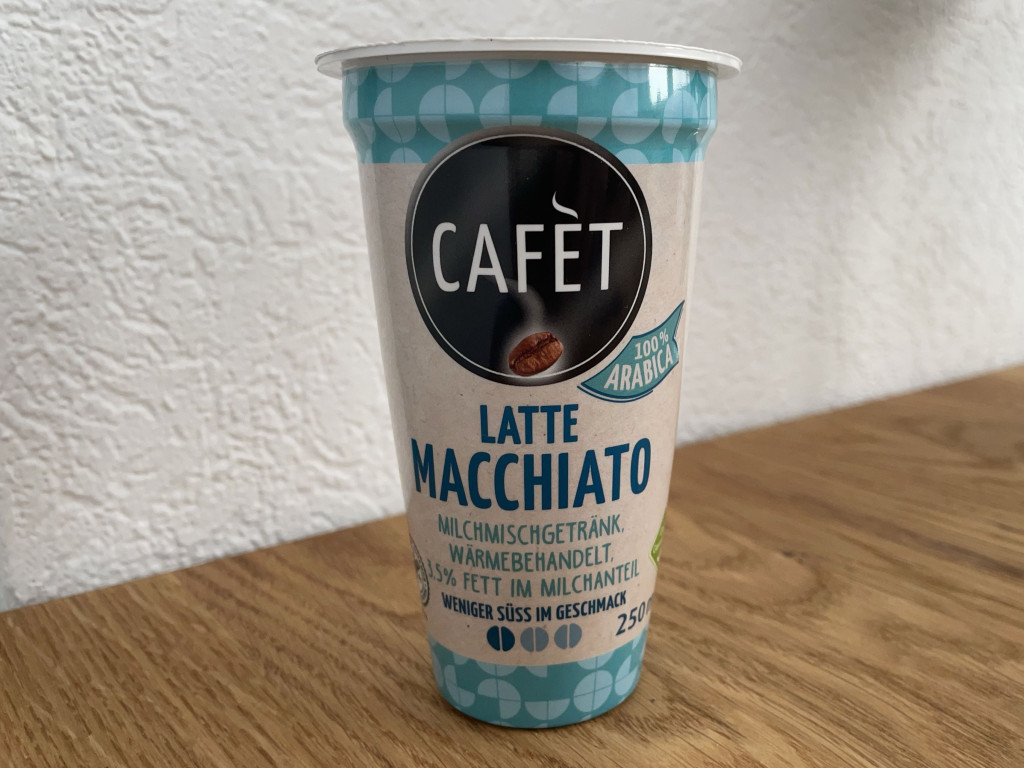 CAFÈT
100%
ARABICA
LATTE
MACCHIATO
MILCHMISCHGETRÄNK,
WÄRMEBEHANDELT,
3,5% FETT IM MILCHANTEIL
WENIGER SÜSS IM GESCHMACK
250